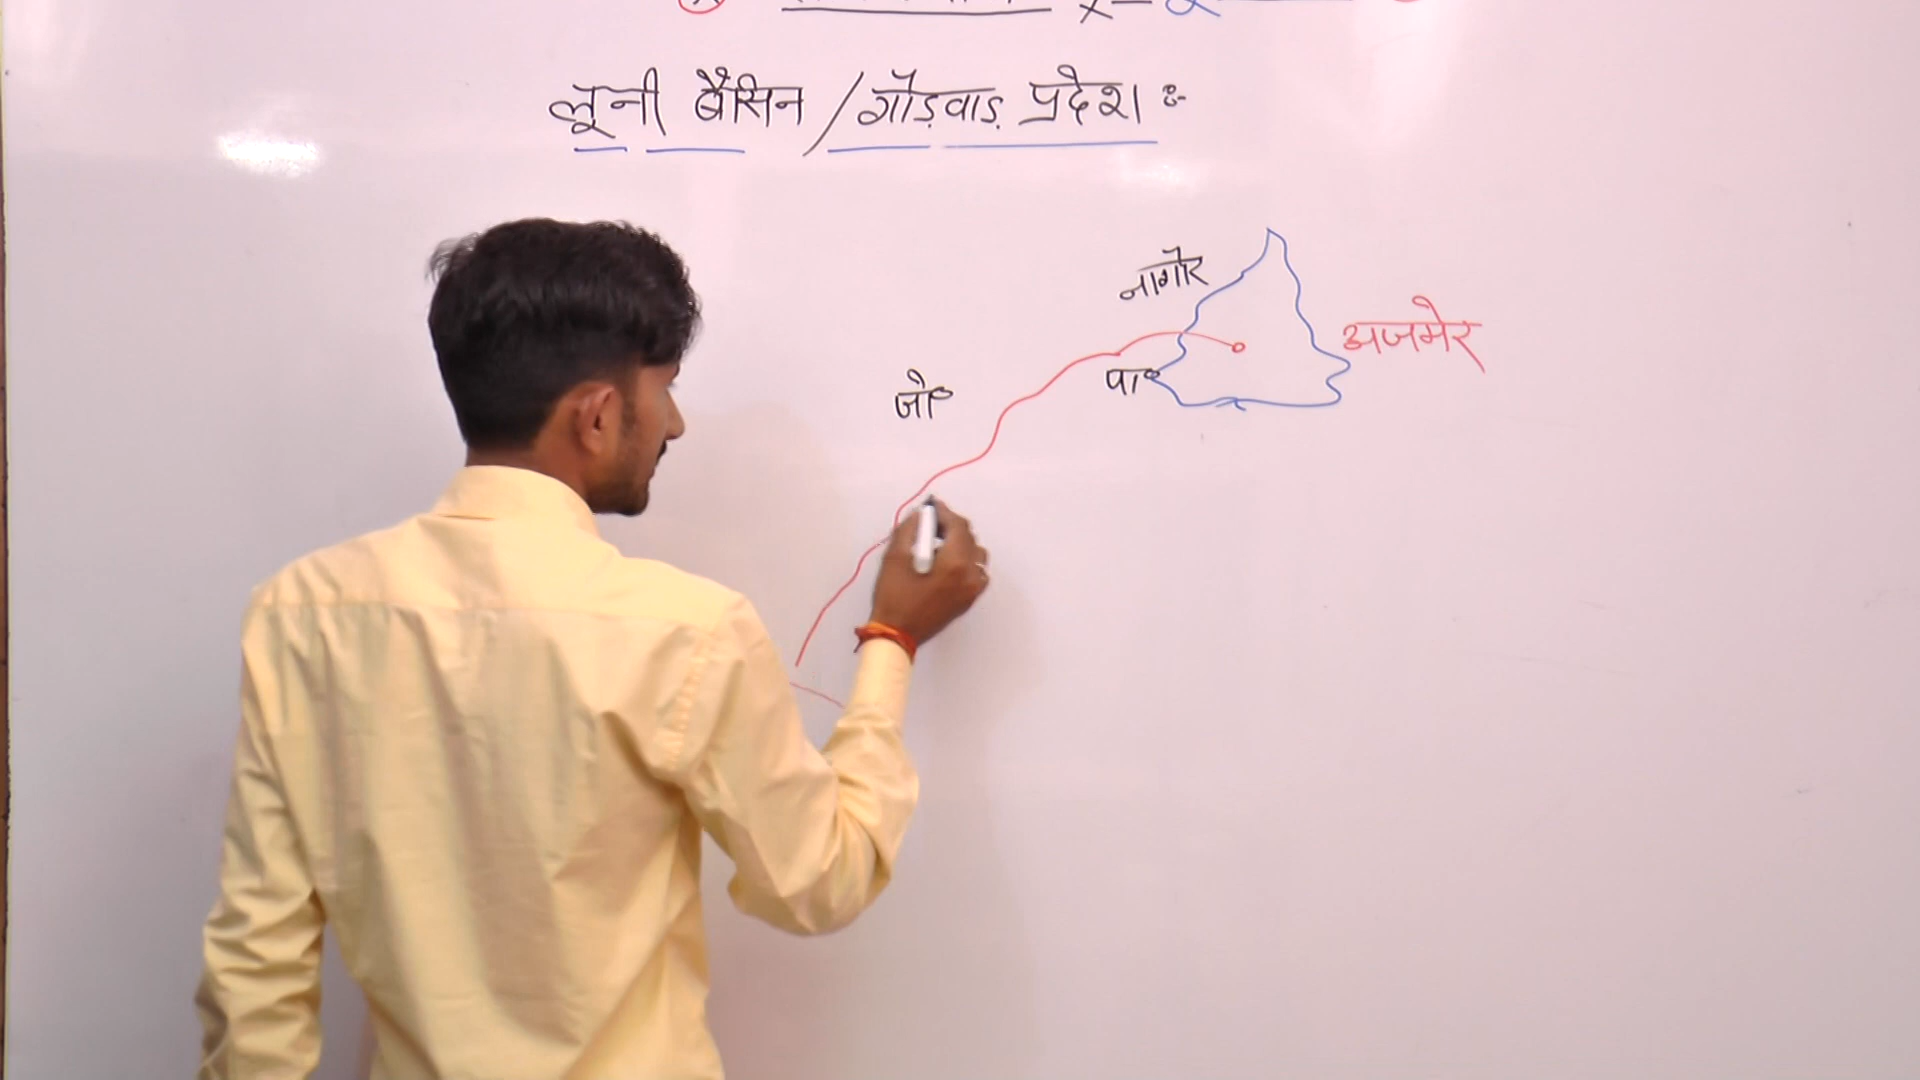 लूनी बैसिन / गौड़वाड़ प्रदेश :-
नागौर
अजमेर
पा॰
जो॰